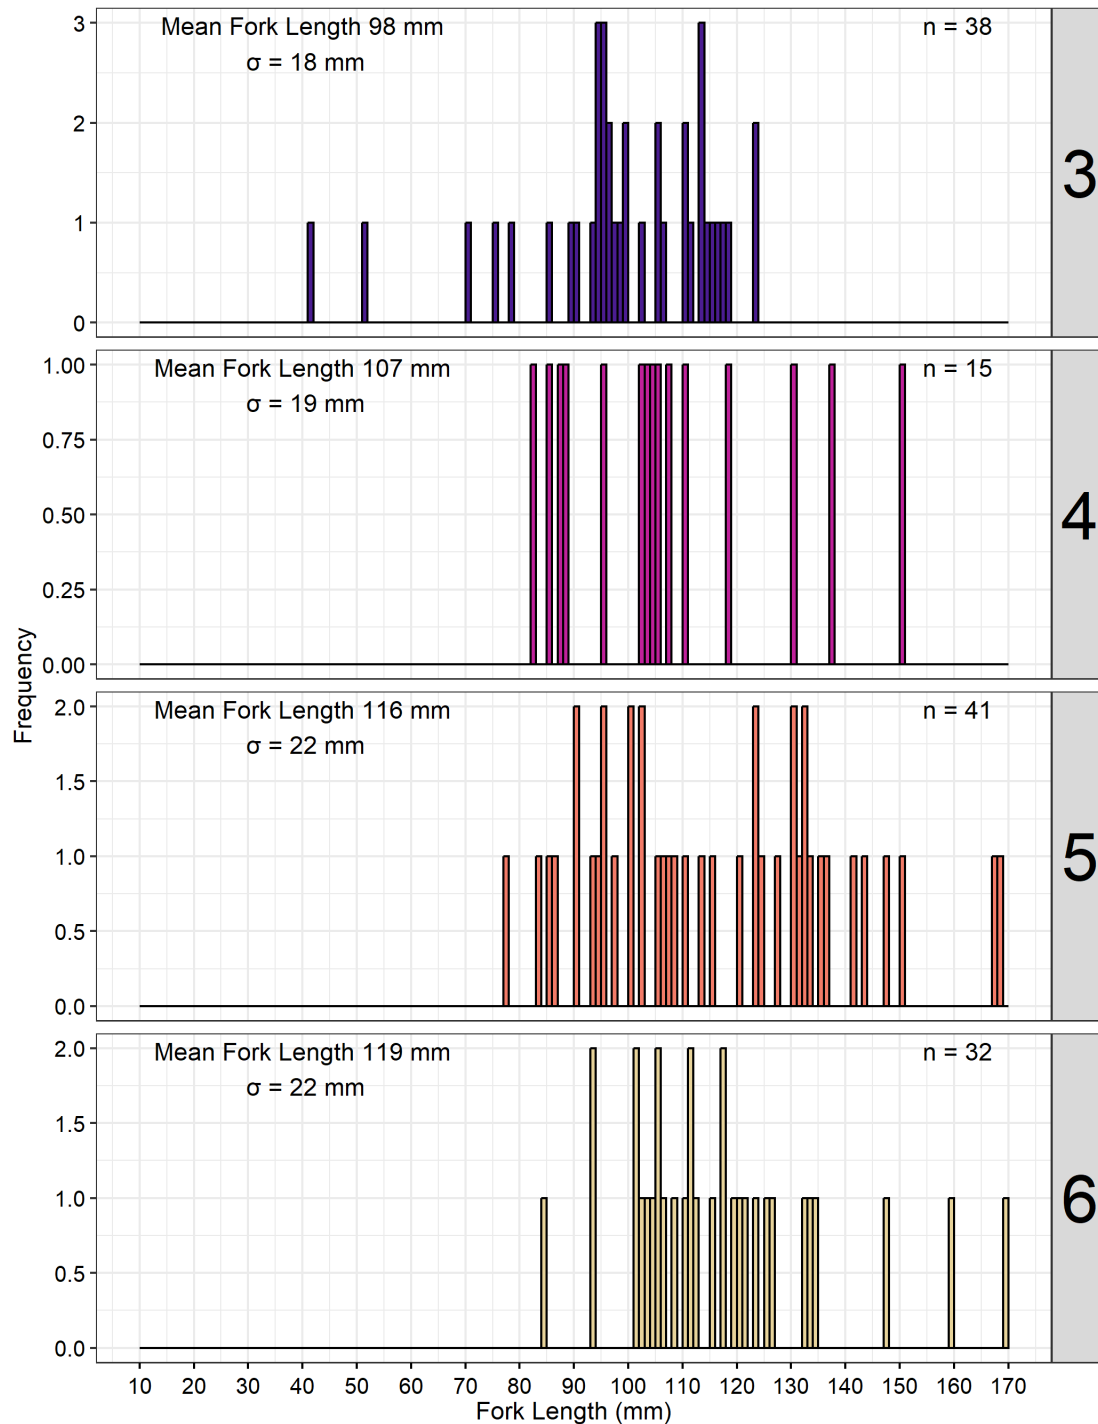 Mean Fork Length 98 mm
σ = 18 mm
n = 38
3
3
2
1
0
Mean Fork Length 107 mm
σ = 19 mm
n = 15
4
1.00
0.75
0.50
0.25
0.00
Frequency
Mean Fork Length 116 mm
σ = 22 mm
n = 41
5
2.0
1.5
1.0
0.5
0.0
Mean Fork Length 119 mm
σ = 22 mm
n = 32
6
2.0
1.5
1.0
0.5
0.0
10 20 30 40 50 60 70 80 90 100 110 120 130 140 150 160 170
Fork Length (mm)